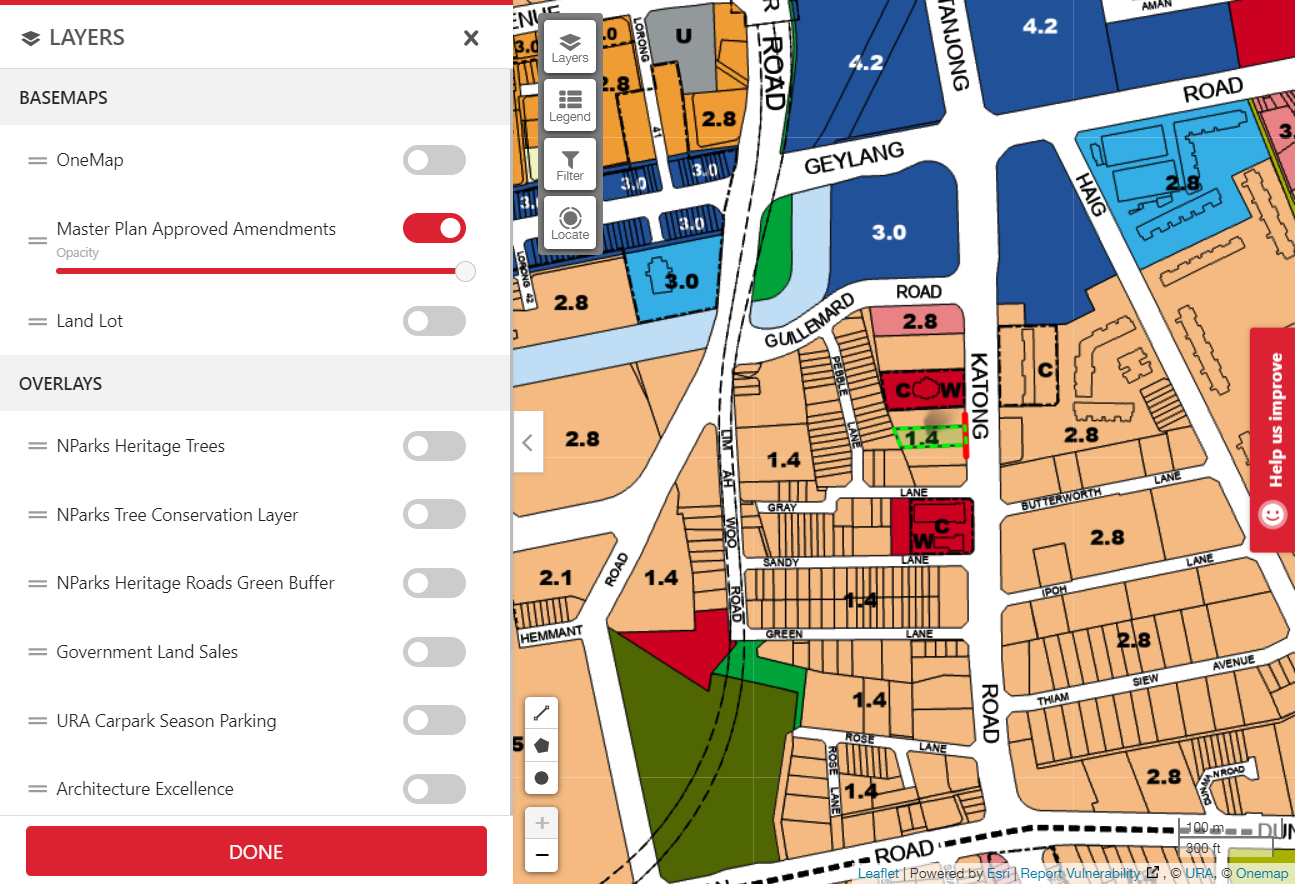 LAYERS
BASEMAPS
OneMap
Master Plan Approved Amendments
Opacity
Land Lot
OVERLAYS
NParks Heritage Trees
NParks Tree Conservation Layer
NParks Heritage Roads Green Buffer
Government Land Sales
URA Carpark Season Parking
Architecture Excellence
DONE
Layers
Legend
Filter
Locate
Help us improve
LORONG
U
ROAD
TANJONG
AMAN
4.2
4.2
ROAD
2.8
2.8
41
GEYLANG
3.0
3.0
3.0
3.0
HAIG
2.8
LORONG 42
3.0
2.8
ROAD
GUILLEMARD
2.8
PEBBLE
LANE
C W
KATONG
C
1.4
2.8
2.8
1.4
LIM
AH
WOO
ROAD
LANE
GRAY
BUTTERWORTH
LANE
C
W
2.8
SANDY
LANE
2.1
ROAD
1.4
1.4
IPOH
LANE
HEMMANT
GREEN
LANE
2.8
THIAM
SIEW
AVENUE
1.4
ROAD
ROSE
LANE
ROSE
LANE
1.4
2.8
ROAD
100 m
300 ft
Leaflet | Powered by Esri | Report Vulnerability , © URA, © Onemap